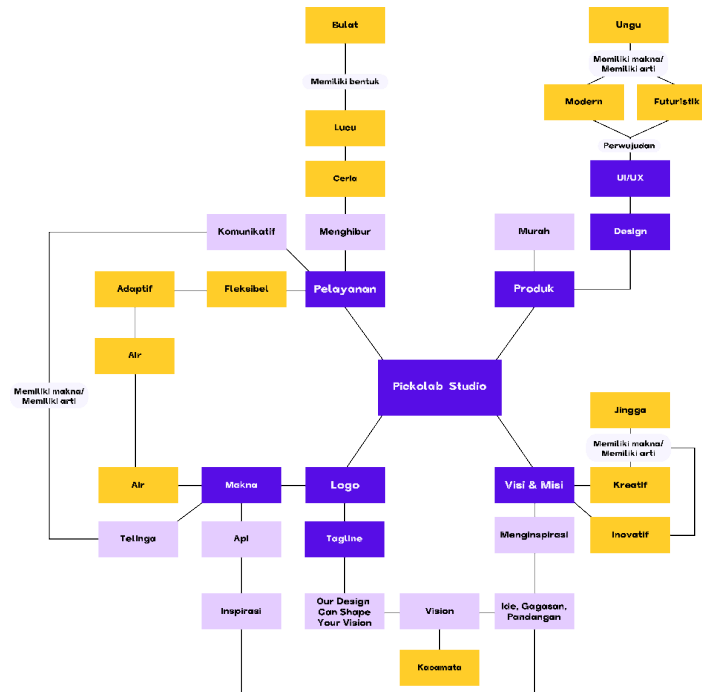 Bulat
Ungu
Memiliki makna/
Memiliki arti
Memiliki bentuk
Modern
Futuristik
Lucu
Perwujudan
Ceria
UI/UX
Komunikatif
Menghibur
Murah
Design
Adaptif
Fleksibel
Pelayanan
Produk
Air
Pickolab Studio
Memiliki makna/
Memiliki arti
Jingga
Memiliki makna/
Memiliki arti
Air
Makna
Logo
Visi & Misi
Kreatif
Telinga
Api
Tagline
Menginspirasi
Inovatif
Inspirasi
Our Design
Can Shape
Your Vision
Vision
Ide, Gagasan,
Pandangan
Kacamata